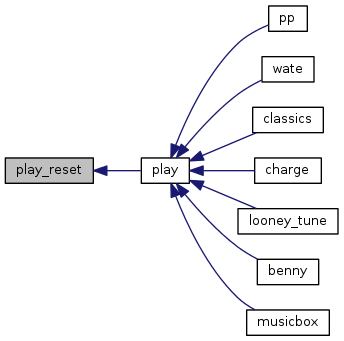 pp
wate
classics
play_reset
play
charge
looney_tune
benny
musicbox